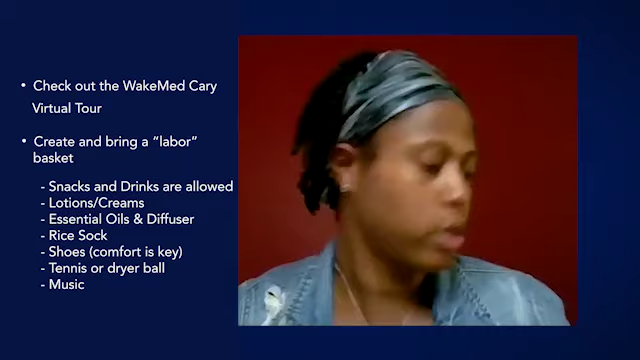 • Check out the WakeMed Cary
Virtual Tour
• Create and bring a “labor”
basket
- Snacks and Drinks are allowed
- Lotions/Creams
- Essential Oils & Diffuser
- Rice Sock
- Shoes (comfort is key)
- Tennis or dryer ball
- Music